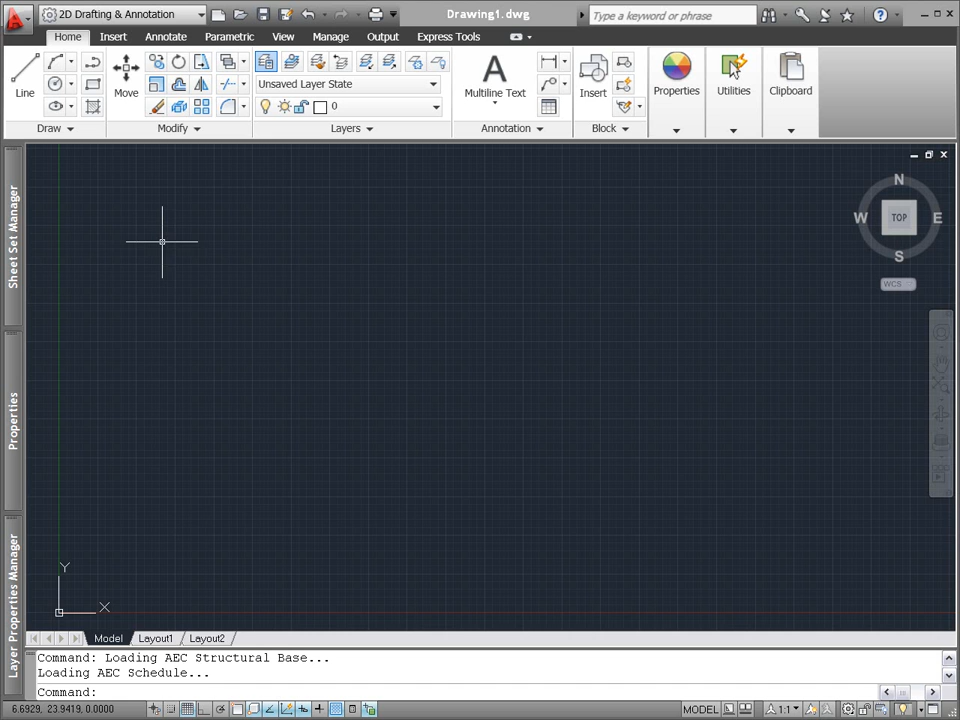 2D Drafting & Annotation
Drawing1.dwg
Type a keyword or phrase
Home Insert Annotate Parametric View Manage Output Express Tools
Line
Move
Unsaved Layer State
0
A
Multiline Text
Insert
Properties
Utilities
Clipboard
Draw
Modify
Layers
Annotation
Block
Sheet Set Manager
Properties
Layer Properties Manager
N
W
TOP
E
S
WCS
Y
X
Model Layout1 Layout2
Command: Loading AEC Structural Base...
Loading AEC Schedule...
Command:
6.6929, 23.9419, 0.0000
MODEL
1:1